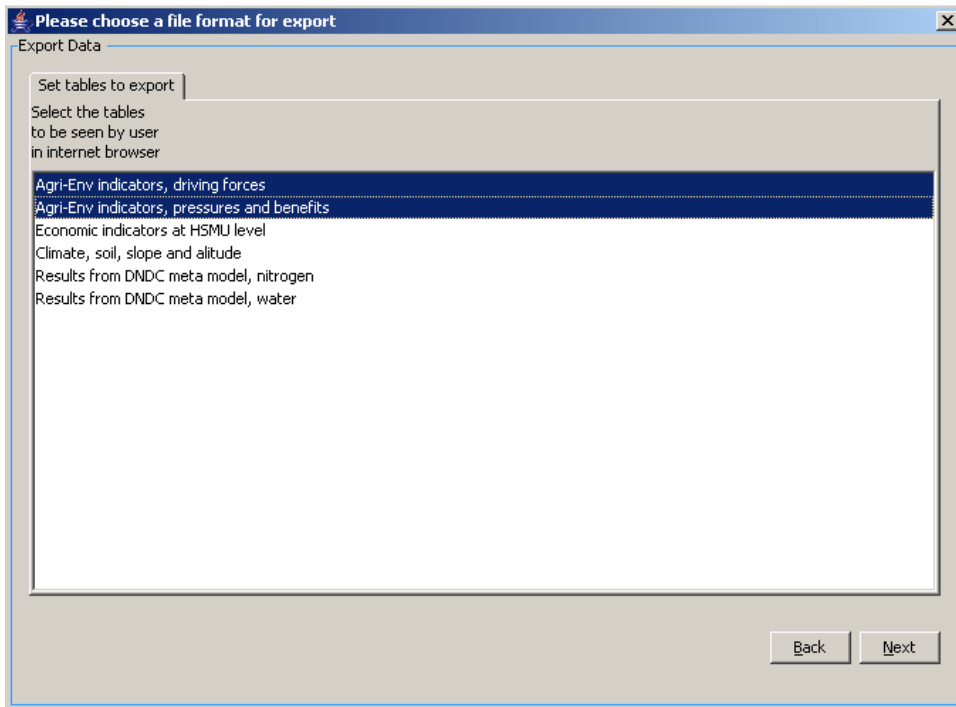 Please choose a file format for export
Export Data
Set tables to export
Select the tables
to be seen by user
in internet browser
Agri-Env indicators, driving forces
Agri-Env indicators, pressures and benefits
Economic indicators at HSMU level
Climate, soil, slope and alitude
Results from DNDC meta model, nitrogen
Results from DNDC meta model, water
Back Next